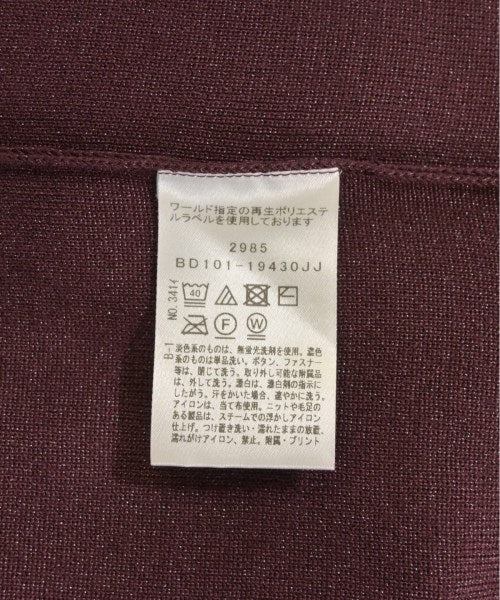 ワールド指定の再生ポリエステ
ルラベルを使用しております
2985
BD101-19430JJ
NO.3414
40
F W
B-1
淡色系のものは、無蛍光洗剤を使用。濃色
系のものは単品洗い。ボタン、ファスナー
等は、閉じて洗う。取り外し可能な附属品
は、外して洗う。漂白は、漂白剤の指示に
したがう。汗をかいた場合、速やかに洗う。
アイロンは、当て布使用。ニットや毛足の
ある製品は、スチームでの浮かしアイロン
仕上げ。つけ置き洗い・濡れたままの放置、
濡れがけアイロン、禁止。附属・プリント